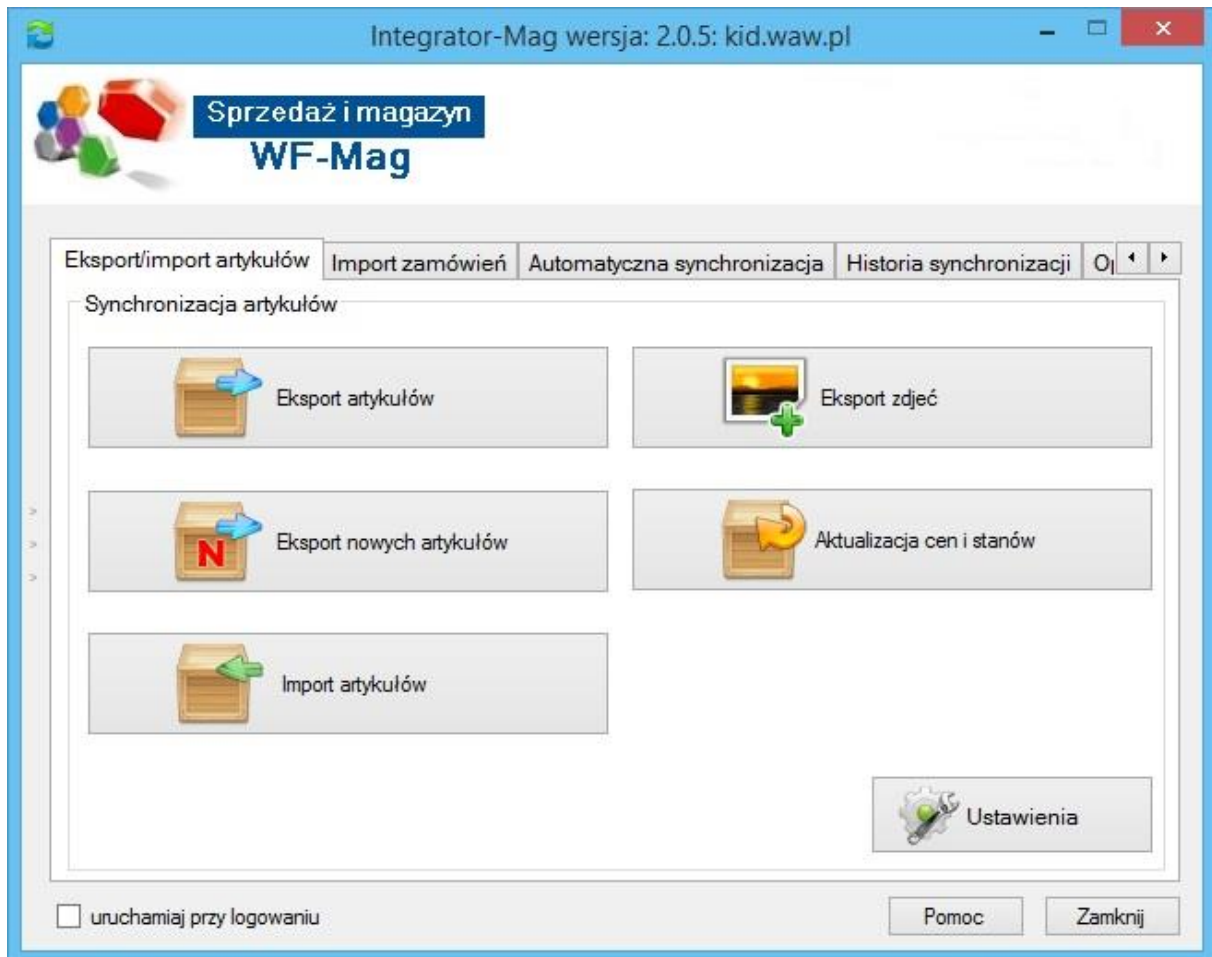 Integrator-Mag wersja: 2.0.5: kid.waw.pl
Sprzedaż i magazyn
WF-Mag
Eksport/import artykułów Import zamówień Automatyczna synchronizacja Historia synchronizacji
Synchronizacja artykułów
Eksport artykułów Eksport zdjeć
N Eksport nowych artykułów Aktualizacja cen i stanów
Import artykułów
Ustawienia
uruchamiaj przy logowaniu Pomoc Zamknij